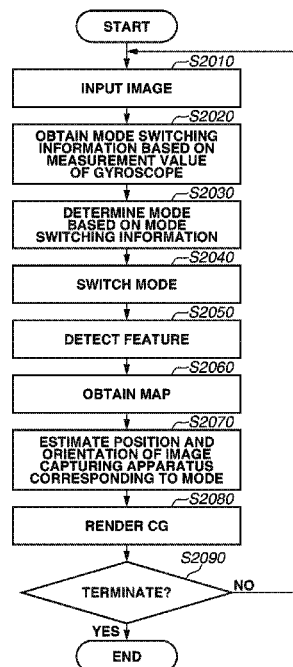 START
S2010
INPUT IMAGE
S2020
OBTAIN MODE SWITCHING
INFORMATION BASED ON
MEASUREMENT VALUE
OF GYROSCOPE
S2030
DETERMINE MODE
BASED ON MODE
SWITCHING INFORMATION
S2040
SWITCH MODE
S2050
DETECT FEATURE
S2060
OBTAIN MAP
S2070
ESTIMATE POSITION AND
ORIENTATION OF IMAGE
CAPTURING APPARATUS
CORRESPONDING TO MODE
S2080
RENDER CG
S2090
TERMINATE?
NO
YES
END